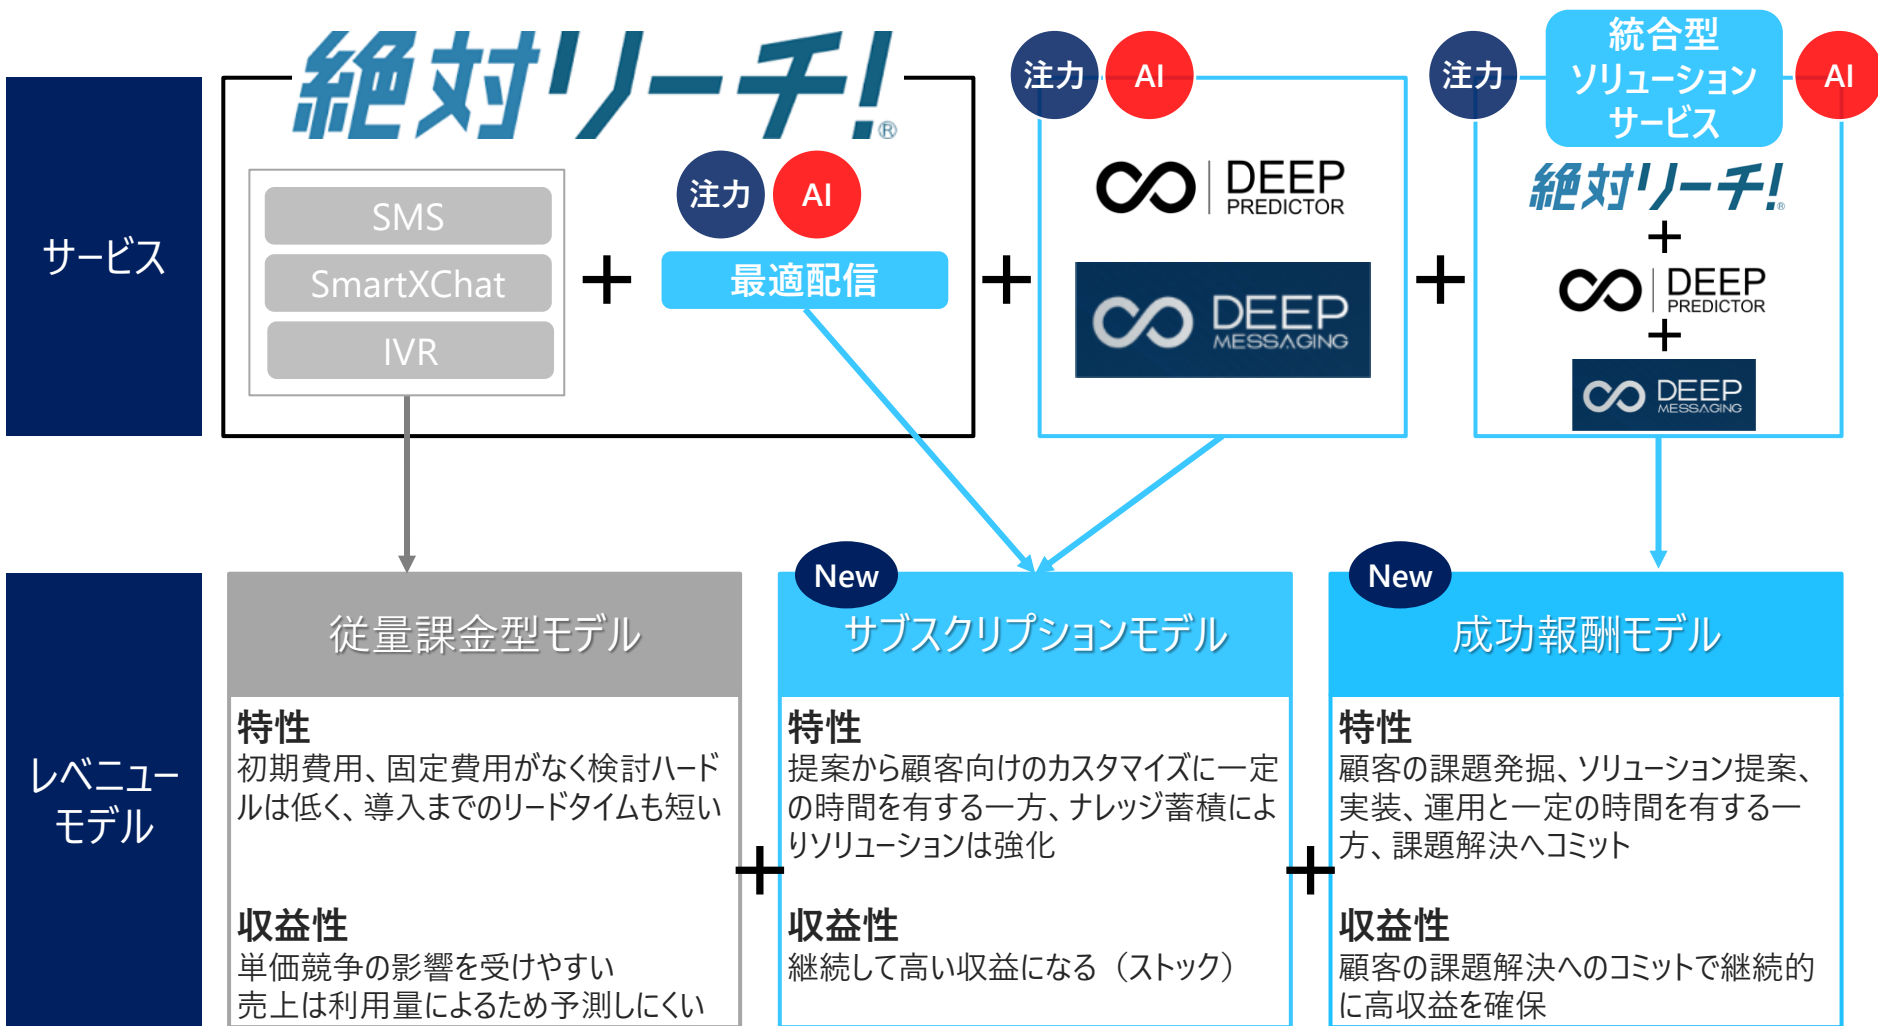 サービス
絶対リーチ!®
SMS
SmartXChat
IVR
+
注力
AI
最適配信
+
注力
AI
DEEP
PREDICTOR
DEEP
MESSAGING
+
注力
統合型
ソリューション
サービス
AI
絶対リーチ!®
+
DEEP
PREDICTOR
+
DEEP
MESSAGING
レベニュー
モデル
従量課金型モデル
特性
初期費用、固定費用がなく検討ハード
ルは低く、導入までのリードタイムも短い
収益性
単価競争の影響を受けやすい
売上は利用量によるため予測しにくい
+
New
サブスクリプションモデル
特性
提案から顧客向けのカスタマイズに一定
の時間を有する一方、ナレッジ蓄積によ
りソリューションは強化
収益性
継続して高い収益になる（ストック）
+
New
成功報酬モデル
特性
顧客の課題発掘、ソリューション提案、
実装、運用と一定の時間を有する一
方、課題解決へコミット
収益性
顧客の課題解決へのコミットで継続的
に高収益を確保